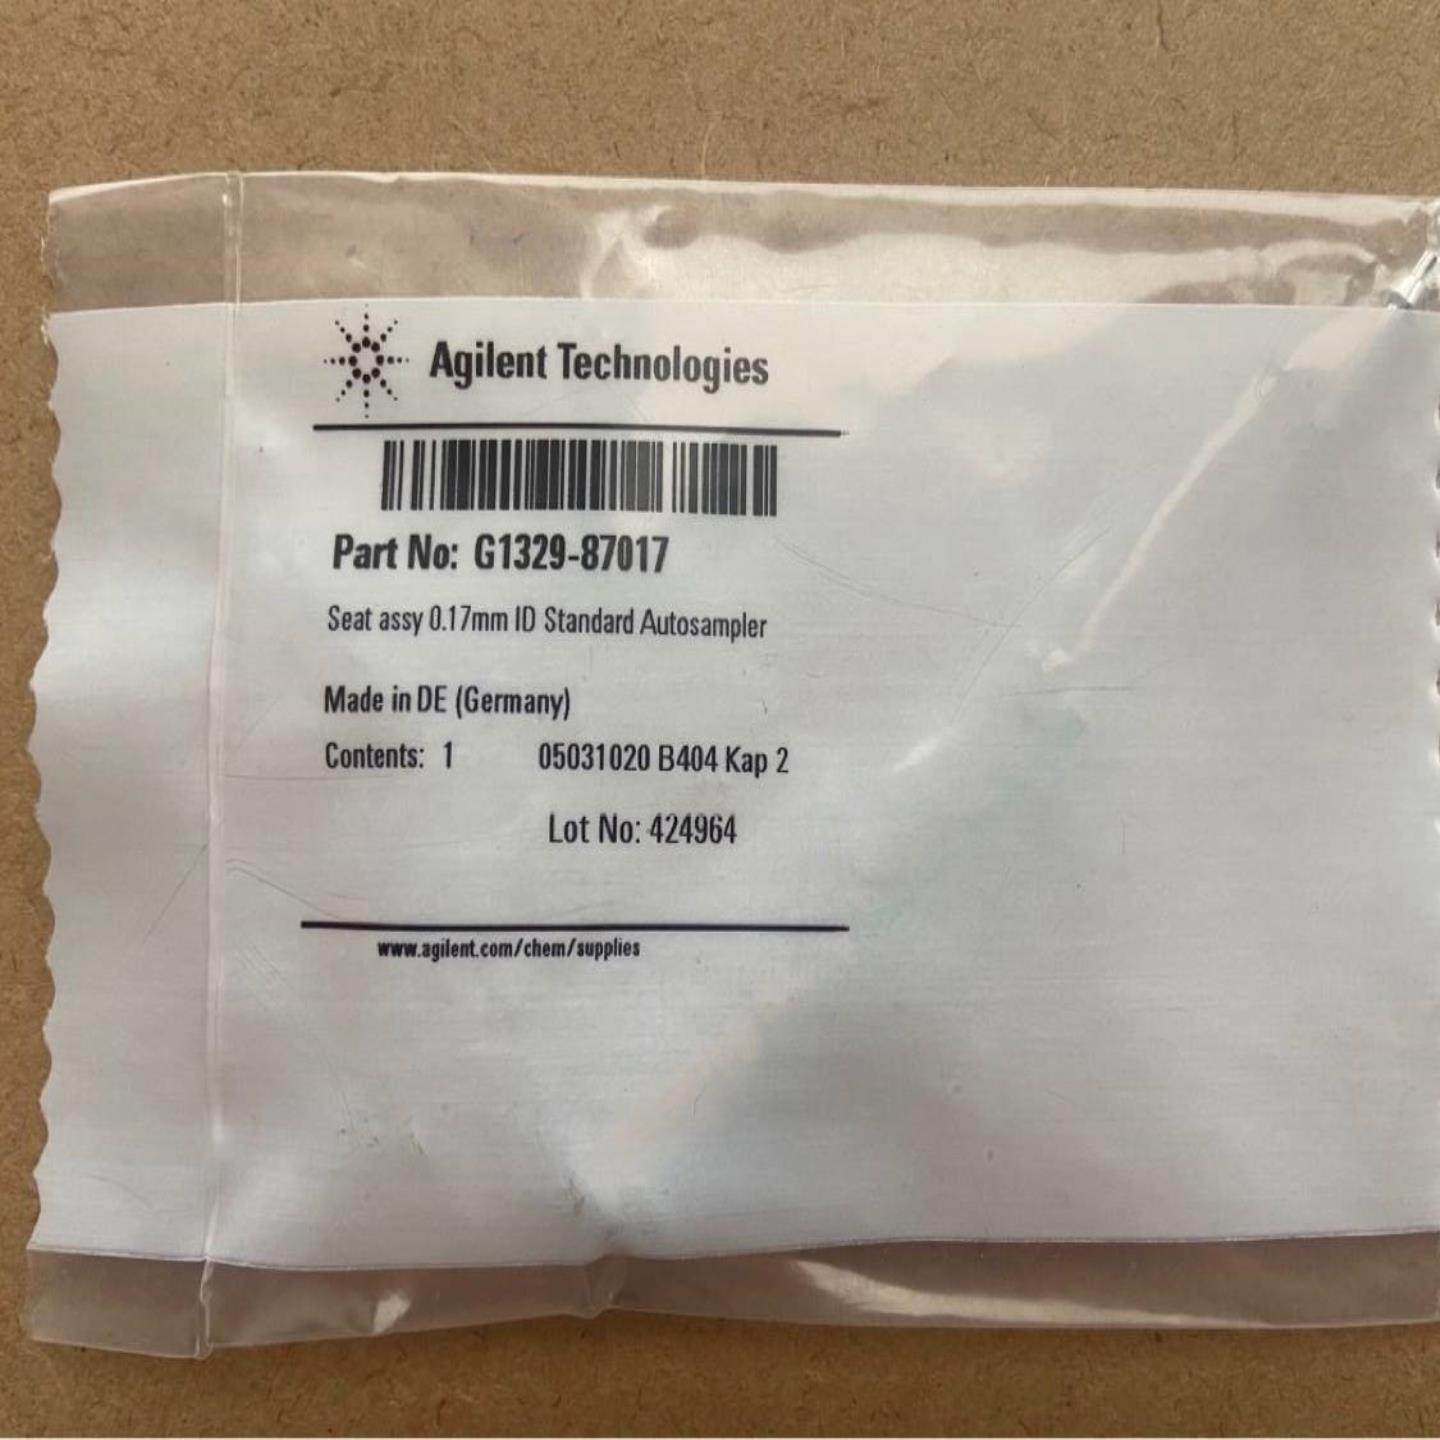 Agilent Technologies
Part No: G1329-87017
Seat assy 0.17mm ID Standard Autosampler
Made in DE (Germany)
Contents: 1 05031020 B404 Kap 2
Lot No: 424964
www.agilent.com/chem/supplies